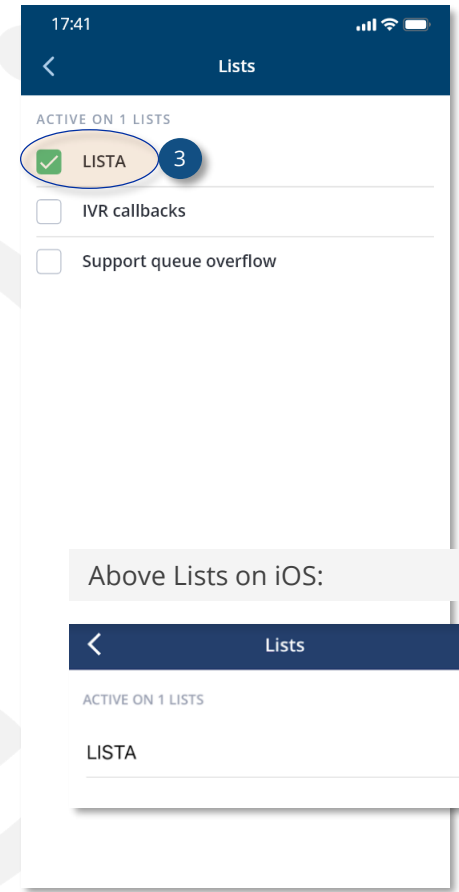 17:41
Lists
ACTIVE ON 1 LISTS
LISTA 3
IVR callbacks
Support queue overflow
Above Lists on iOS:
Lists
ACTIVE ON 1 LISTS
LISTA